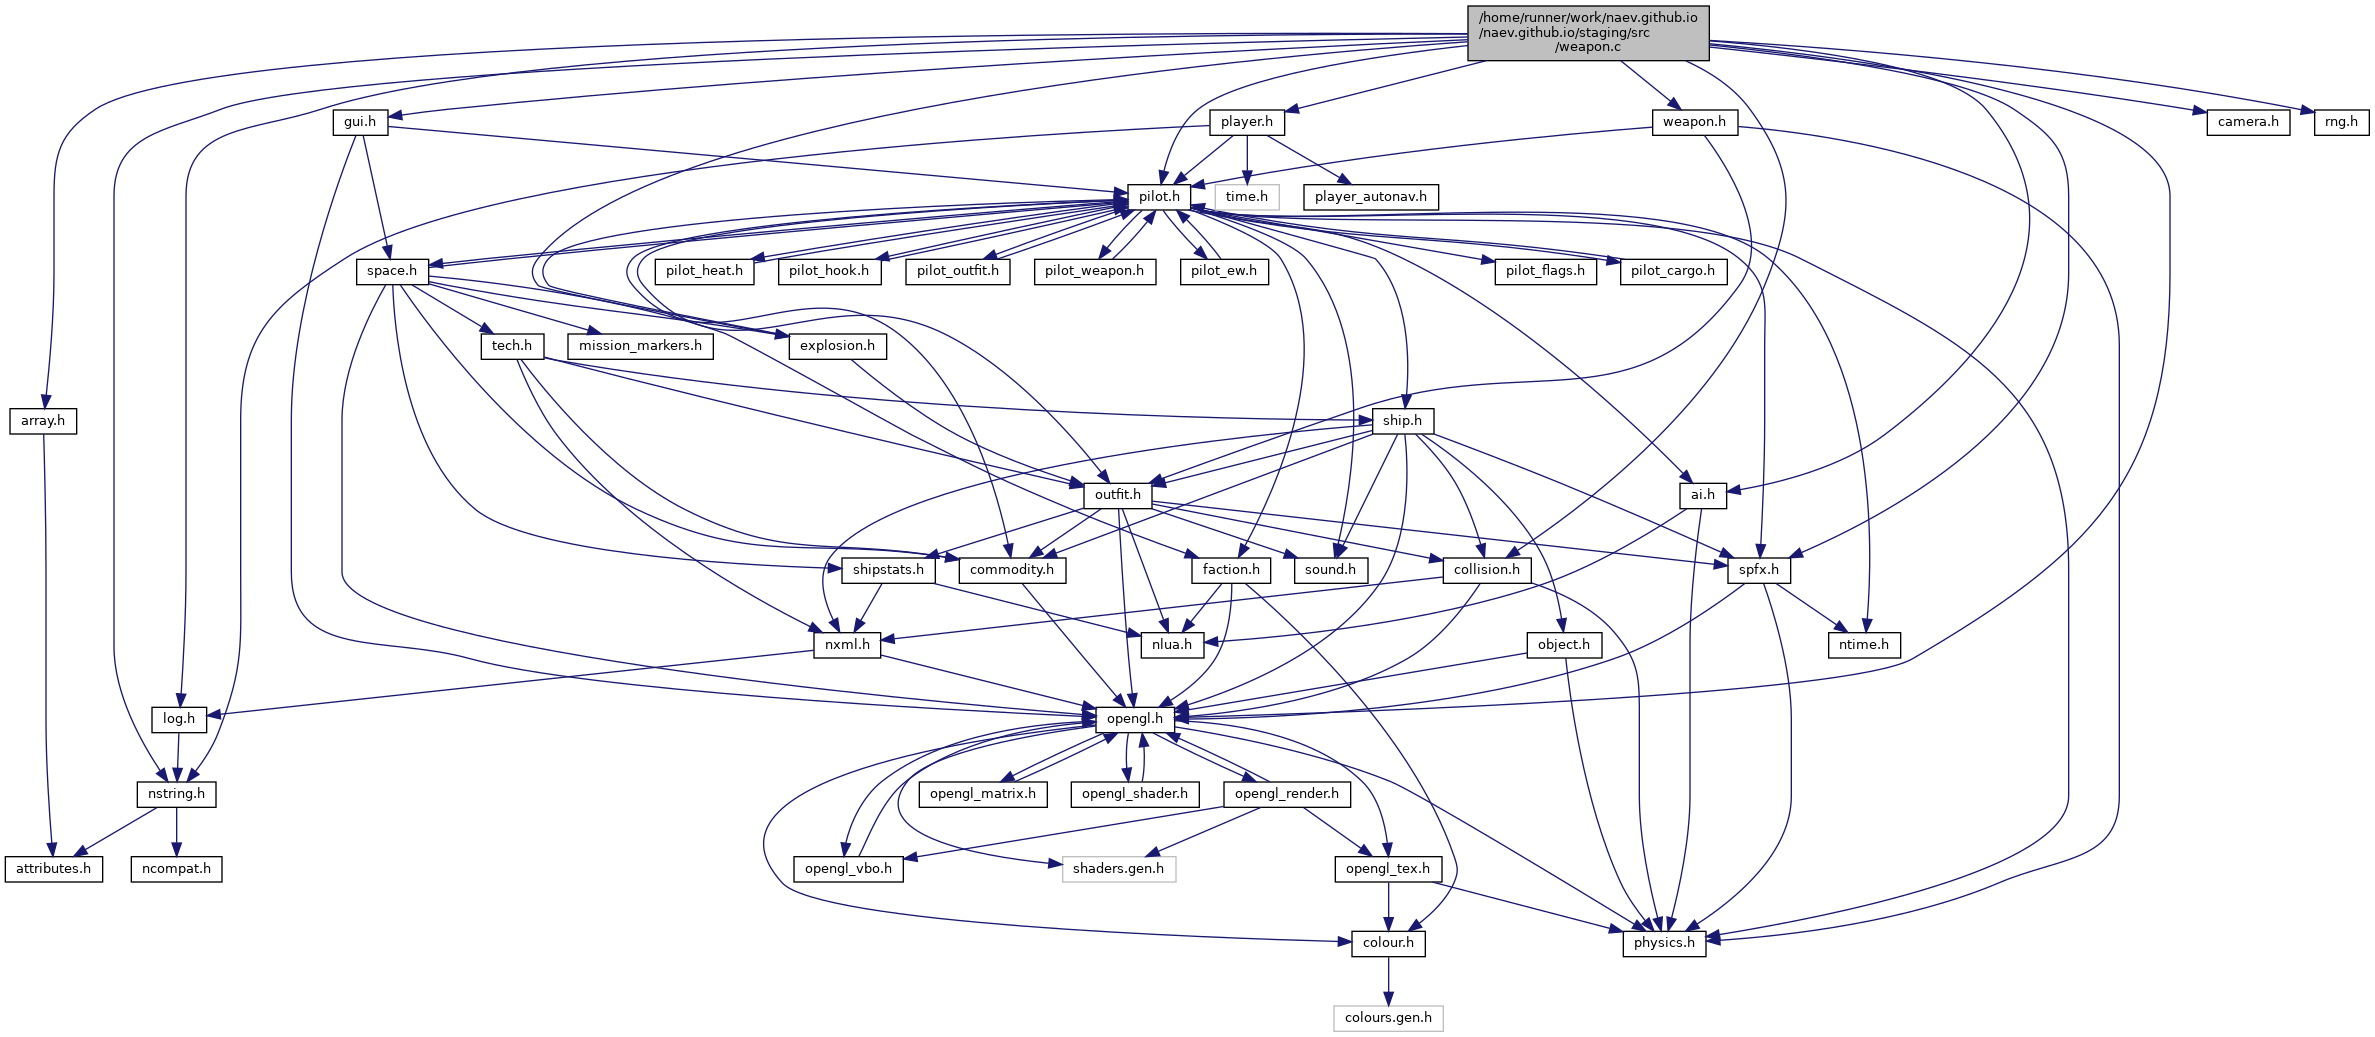 /home/runner/work/naev.github.io
/naev.github.io/staging/src
/weapon.c
gui.h
player.h
weapon.h
camera.h
rng.h
pilot.h
time.h
player_autonav.h
space.h
pilot_heat.h
pilot_hook.h
pilot_outfit.h
pilot_weapon.h
pilot_ew.h
pilot_flags.h
pilot_cargo.h
tech.h
mission_markers.h
explosion.h
array.h
ship.h
outfit.h
ai.h
shipstats.h
commodity.h
faction.h
sound.h
collision.h
spfx.h
nxml.h
nlua.h
object.h
ntime.h
log.h
opengl.h
nstring.h
opengl_matrix.h
opengl_shader.h
opengl_render.h
attributes.h
ncompat.h
opengl_vbo.h
shaders.gen.h
opengl_tex.h
colour.h
physics.h
colours.gen.h